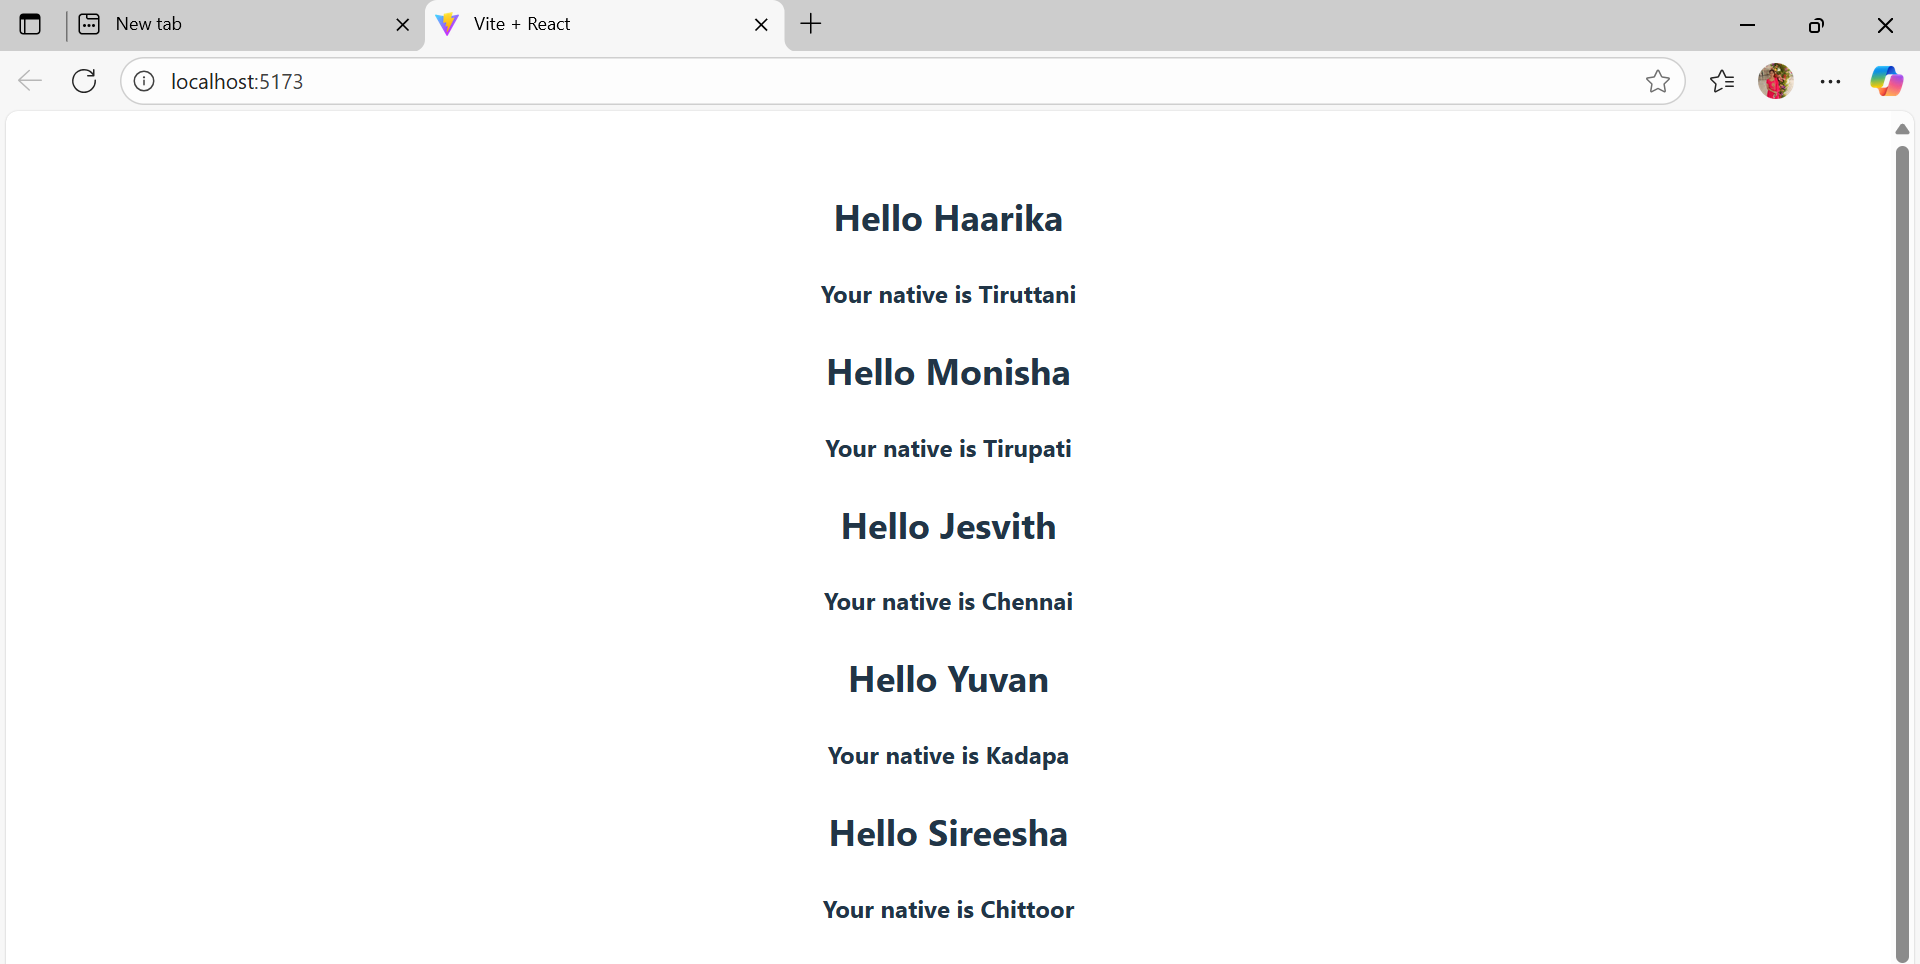 New tab
Vite + React
localhost:5173
Hello Haarika
Your native is Tiruttani
Hello Monisha
Your native is Tirupati
Hello Jesvith
Your native is Chennai
Hello Yuvan
Your native is Kadapa
Hello Sireesha
Your native is Chittoor